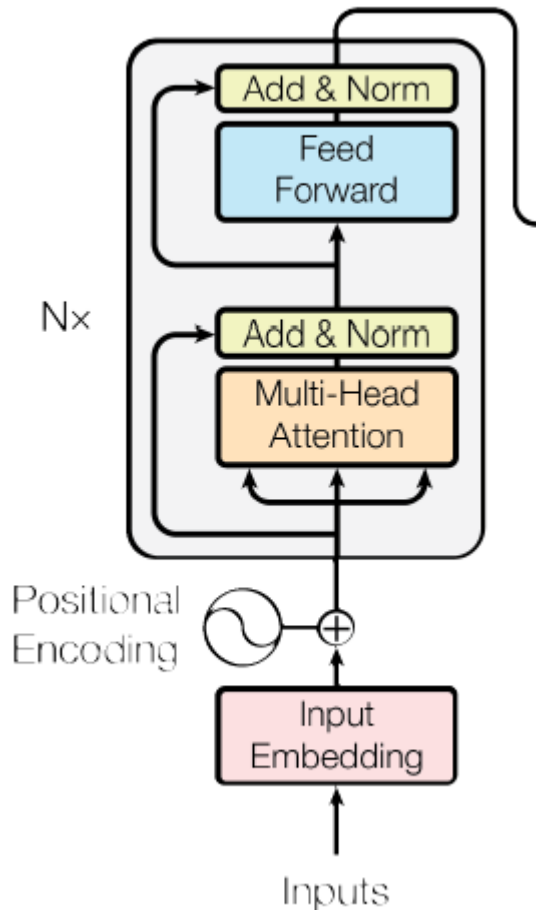 Add & Norm
Feed
Forward
Nx
Add & Norm
Multi-Head
Attention
Positional
Encoding
Input
Embedding
Inputs